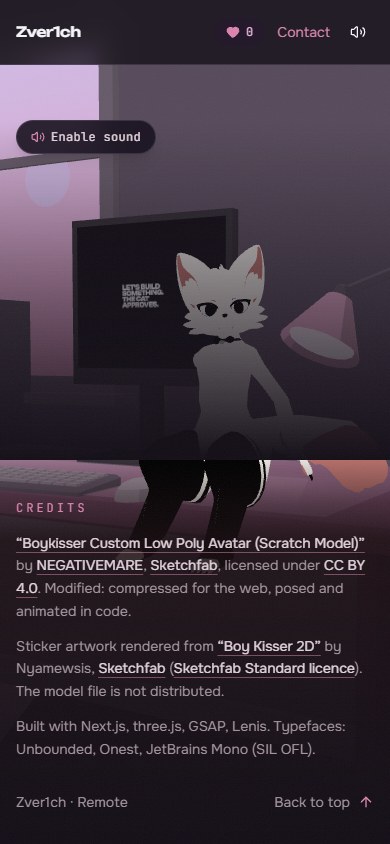 Zver1ch
0
Contact
Enable sound
LET'S BUILD
SOMETHING.
THE CAT
APPROVES.
CREDITS
“Boykisser Custom Low Poly Avatar (Scratch Model)”
by NEGATIVEMARE, Sketchfab, licensed under CC BY
4.0. Modified: compressed for the web, posed and
animated in code.
Sticker artwork rendered from “Boy Kisser 2D” by
Nyamewsis, Sketchfab (Sketchfab Standard licence).
The model file is not distributed.
Built with Next.js, three.js, GSAP, Lenis. Typefaces:
Unbounded, Onest, JetBrains Mono (SIL OFL).
Zver1ch · Remote
Back to top